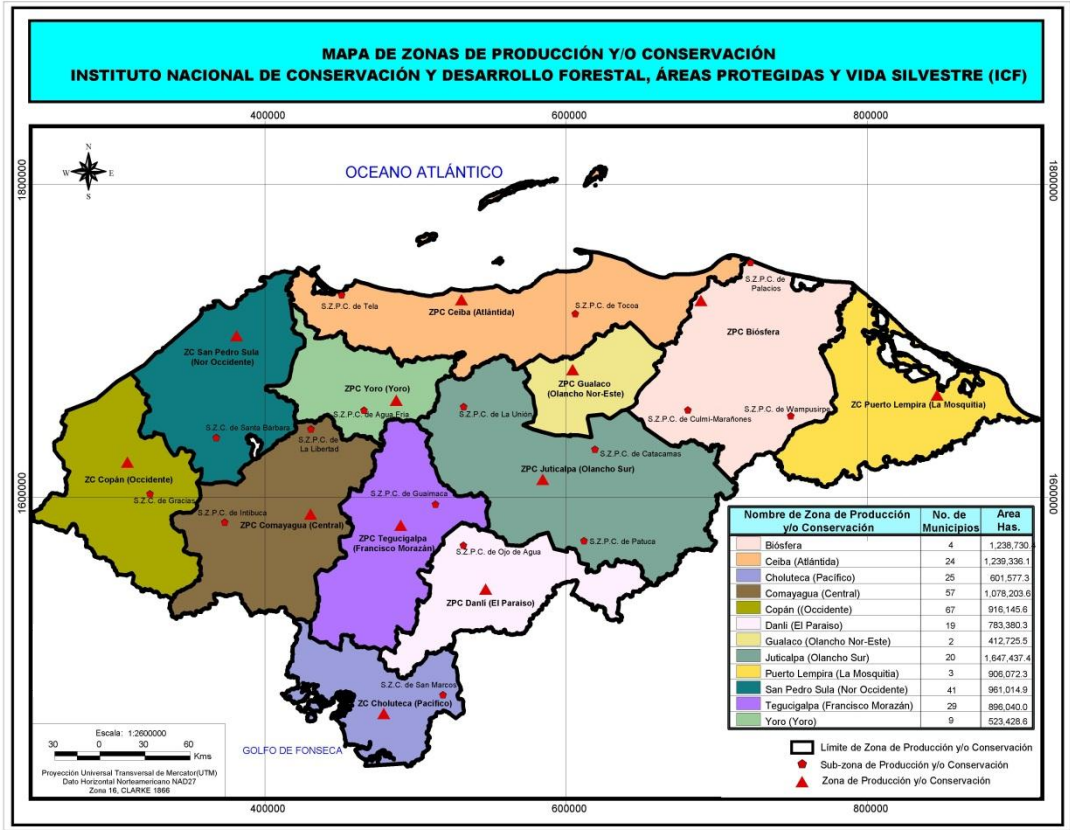 MAPA DE ZONAS DE PRODUCCIÓN Y/O CONSERVACIÓN
INSTITUTO NACIONAL DE CONSERVACIÓN Y DESARROLLO FORESTAL, ÁREAS PROTEGIDAS Y VIDA SILVESTRE (ICF)
400000 600000 800000
N
W E
S
1800000
1800000
OCEANO ATLÁNTICO
S.Z.P.C. de Palacios
S.Z.P.C. de Tela
ZPC Ceiba (Atlántida)
S.Z.P.C. de Tocoa
ZPC Biósfera
ZC San Pedro Sula
(Nor Occidente)
ZPC Yoro (Yoro)
ZPC Gualaco
(Olancho Nor-Este)
S.Z.P.C. de La Unión
S.Z.P.C. de Culmi-Marañones
S.Z.P.C. de Wampusirpe
ZC Puerto Lempira (La Mosquitia)
S.Z.P.C. de Agua Fria
S.Z.C. de Santa Bárbara
S.Z.P.C. de
La Libertad
S.Z.P.C. de Catacamas
ZC Copán (Occidente)
ZPC Juticalpa (Olancho Sur)
S.Z.C. de Gracias
S.Z.P.C. de Guaimaca
1600000
1600000
S.Z.P.C. de Intibuca
ZPC Comayagua (Central)
ZPC Tegucigalpa
(Francisco Morazán)
S.Z.P.C. de Ojo de Agua
S.Z.P.C. de Patuca
ZPC Danli (El Paraiso)
S.Z.C. de San Marcos
ZC Choluteca (Pacífico)
GOLFO DE FONSECA
Nombre de Zona de Producción y/o Conservación No. de Municipios Area Has.
Biósfera 4 1,238,730.4
Ceiba (Atlántida) 24 1,239,336.1
Choluteca (Pacífico) 25 601,577.3
Comayagua (Central) 57 1,078,203.6
Copán ((Occidente) 67 916,145.6
Danli (El Paraiso) 19 783,380.3
Gualaco (Olancho Nor-Este) 2 412,725.5
Juticalpa (Olancho Sur) 20 1,647,437.4
Puerto Lempira (La Mosquitia) 3 906,072.3
San Pedro Sula (Nor Occidente) 41 961,014.9
Tegucigalpa (Francisco Morazán) 29 896,040.0
Yoro (Yoro) 9 523,428.6
Límite de Zona de Producción y/o Conservación
Sub-zona de Producción y/o Conservación
Zona de Producción y/o Conservación
Escala: 1:2600000
30 0 30 60
Kms
Proyección Universal Transversal de Mercator(UTM)
Dato Horizontal Norteamericano NAD27
Zona 16, CLARKE 1866
400000 600000 800000